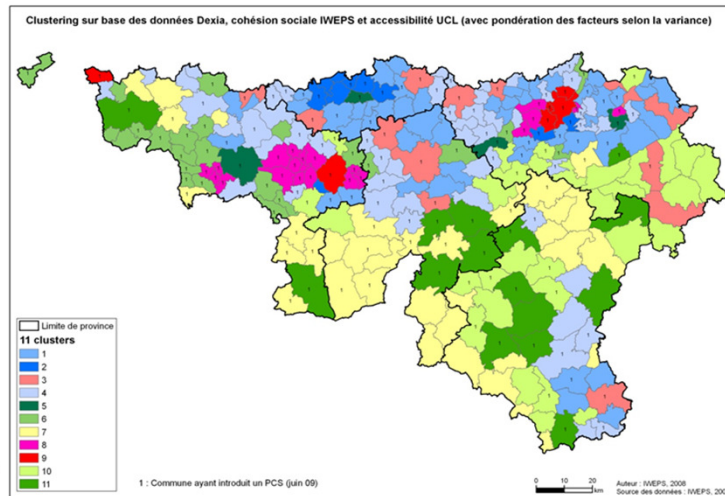 Clustering sur base des données Dexia, cohésion sociale IWEPS et accessibilité UCL (avec pondération des facteurs selon la variance)
Limite de province
11 clusters
1
2
3
4
5
6
7
8
9
10
11
1 : Commune ayant introduit un PCS (juin 09)
0 10 20
km
Auteur : IWEPS, 2008
Source des données : IWEPS,